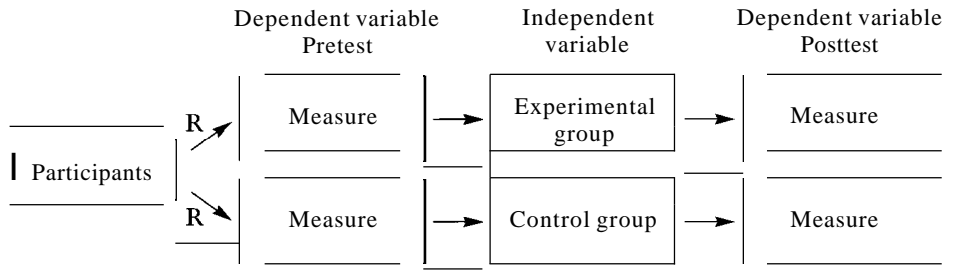 Dependent variable
Pretest
Independent
variable
Dependent variable
Posttest
R
Measure
Experimental
group
Measure
Participants
R
Measure
Control group
Measure